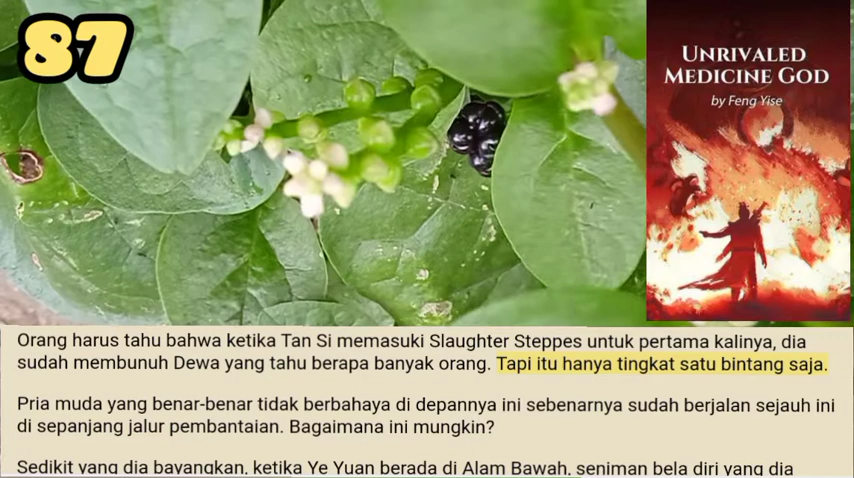 87
UNRIVALED
MEDICINE GOD
by Feng Yise
Orang harus tahu bahwa ketika Tan Si memasuki Slaughter Steppes untuk pertama kalinya, dia
sudah membunuh Dewa yang tahu berapa banyak orang. Tapi itu hanya tingkat satu bintang saja.
Pria muda yang benar-benar tidak berbahaya di depannya ini sebenarnya sudah berjalan sejauh ini
di sepanjang jalur pembantaian. Bagaimana ini mungkin?
Sedikit yang dia bayangkan, ketika Ye Yuan berada di Alam Bawah, seniman bela diri yang dia